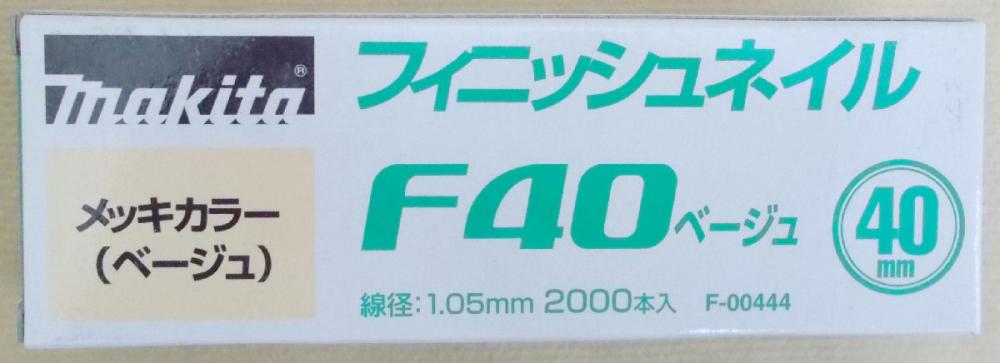 makita®
フィニッシュネイル
メッキカラー
(ベージュ)
F40ベージュ
40
mm
線径:1.05mm 2000本入 F-00444